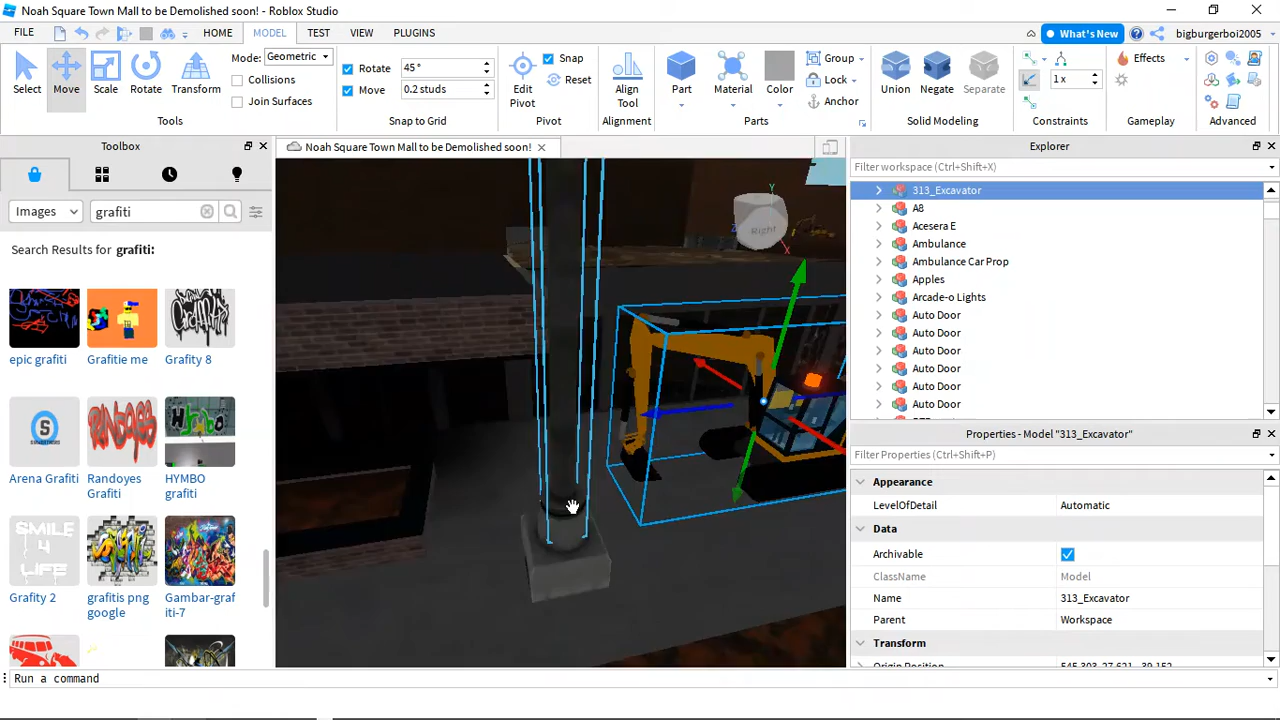 Noah Square Town Mall to be Demolished soon! - Roblox Studio
FILE
HOME
MODEL
TEST
VIEW
PLUGINS
What's New
bigburgerboi2005
Select
Move
Scale
Rotate
Transform
Mode: Geometric
Collisions
Join Surfaces
Tools
Rotate 45°
Move 0.2 studs
Snap to Grid
Edit
Pivot
Snap
Reset
Pivot
Align
Tool
Alignment
Part
Material
Color
Group
Lock
Anchor
Parts
Union
Negate
Separate
Solid Modeling
1 x
Constraints
Effects
Gameplay
Advanced
Toolbox
Images
grafiti
Search Results for grafiti:
epic grafiti
Grafitie me
Grafity 8
Arena Grafiti
Randoyes
Grafiti
HYMBO
grafiti
SMILE
4
LIFE
Grafity 2
grafitis png
google
Gambar-graf
iti-7
Noah Square Town Mall to be Demolished soon!
Right
Y
X
Z
Explorer
Filter workspace (Ctrl+Shift+X)
313_Excavator
A8
Acesera E
Ambulance
Ambulance Car Prop
Apples
Arcade-o Lights
Auto Door
Auto Door
Auto Door
Auto Door
Auto Door
Auto Door
Properties - Model "313_Excavator"
Filter Properties (Ctrl+Shift+P)
Appearance
LevelOfDetail Automatic
Data
Archivable
ClassName Model
Name 313_Excavator
Parent Workspace
Transform
Origin Position
Run a command